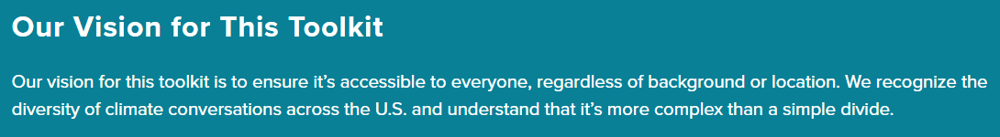 Our Vision for This Toolkit
Our vision for this toolkit is to ensure it’s accessible to everyone, regardless of background or location. We recognize the
diversity of climate conversations across the U.S. and understand that it’s more complex than a simple divide.